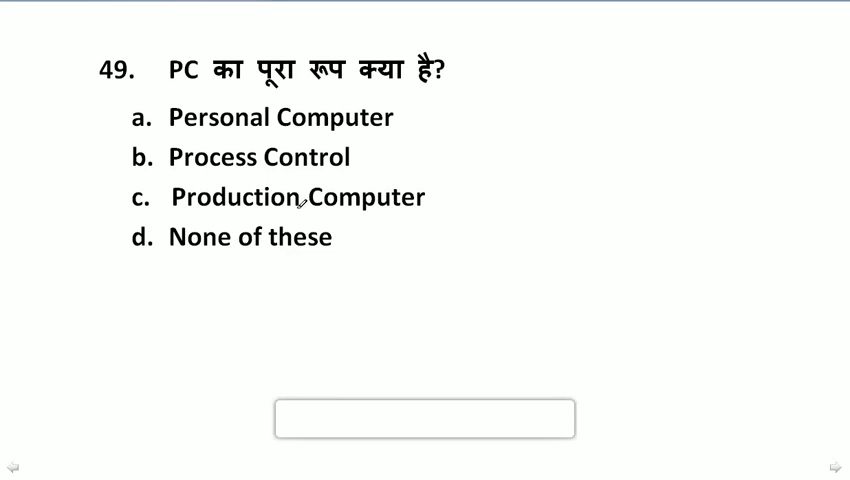 49. PC का पूरा रूप क्या है?
a. Personal Computer
b. Process Control
c. Production Computer
d. None of these